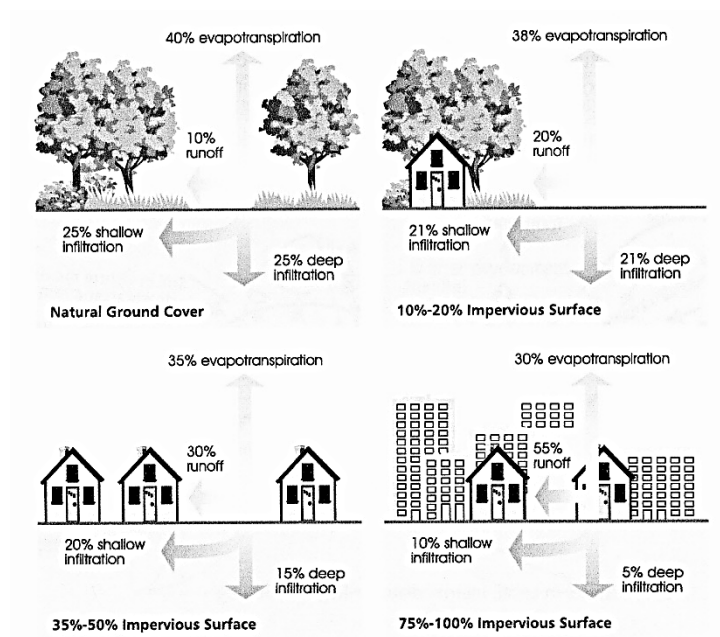 40% evapotranspiration
10%
runoff
25% shallow
infiltration
25% deep
infiltration
Natural Ground Cover
38% evapotranspiration
20%
runoff
21% shallow
infiltration
21% deep
infiltration
10%-20% Impervious Surface
35% evapotranspiration
30%
runoff
20% shallow
infiltration
15% deep
infiltration
35%-50% Impervious Surface
30% evapotranspiration
55%
runoff
10% shallow
infiltration
5% deep
infiltration
75%-100% Impervious Surface